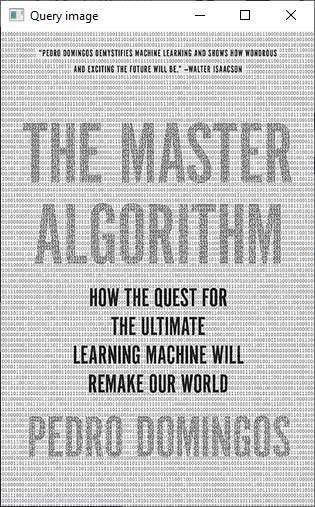 Query image
"PEDRO DOMINGOS DEMYSTIFIES MACHINE LEARNING AND SHOWS HOW WONDROUS
AND EXCITING THE FUTURE WILL BE." —WALTER ISAACSON
THE MASTER
ALGORITHM
HOW THE QUEST FOR
THE ULTIMATE
LEARNING MACHINE WILL
REMAKE OUR WORLD
PEDRO DOMINGOS